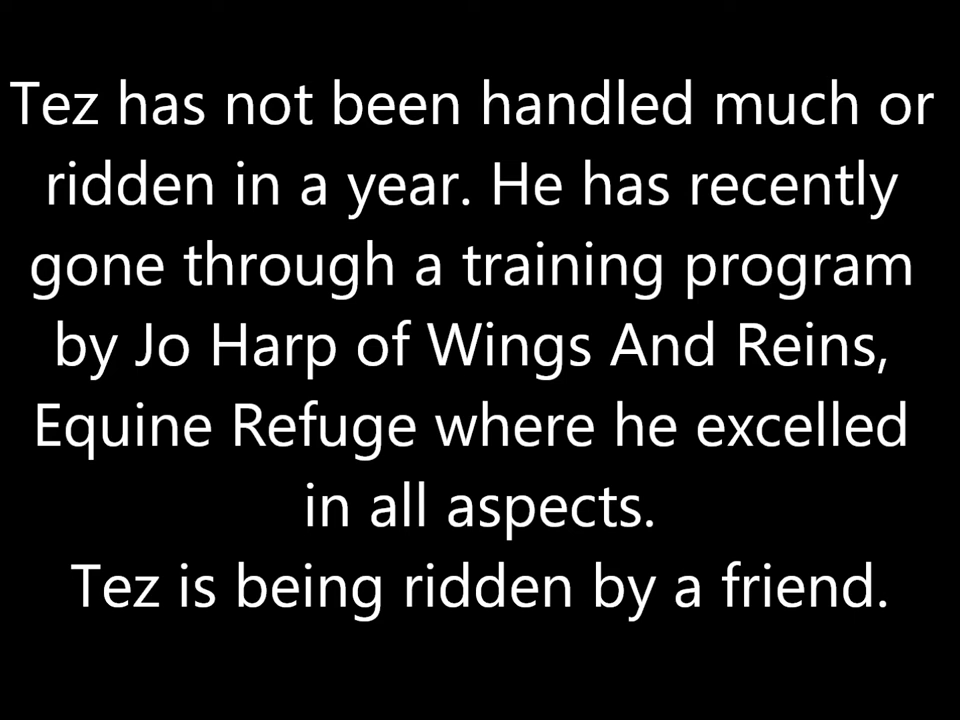 Tez has not been handled much or
ridden in a year. He has recently
gone through a training program
by Jo Harp of Wings And Reins,
Equine Refuge where he excelled
in all aspects.
Tez is being ridden by a friend.